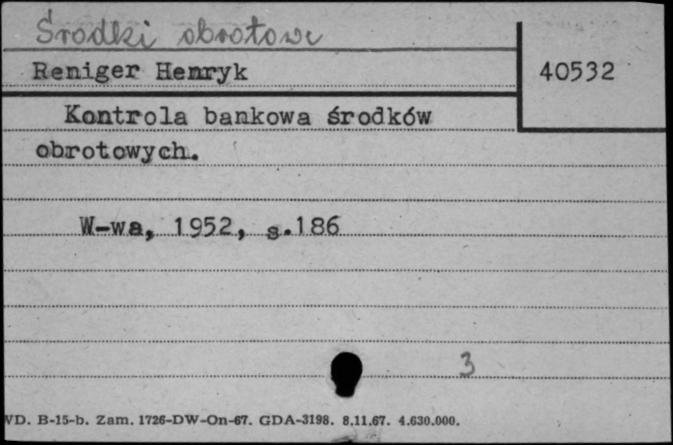 Środki obrotowe
Reniger Henryk
40532
Kontrola bankowa środków
obrotowych.
W-wa, 1952, s.186
3
VD. B-15-b. Zam. 1726-DW-On-67. GDA-3198. 8.11.67. 4.630.000.